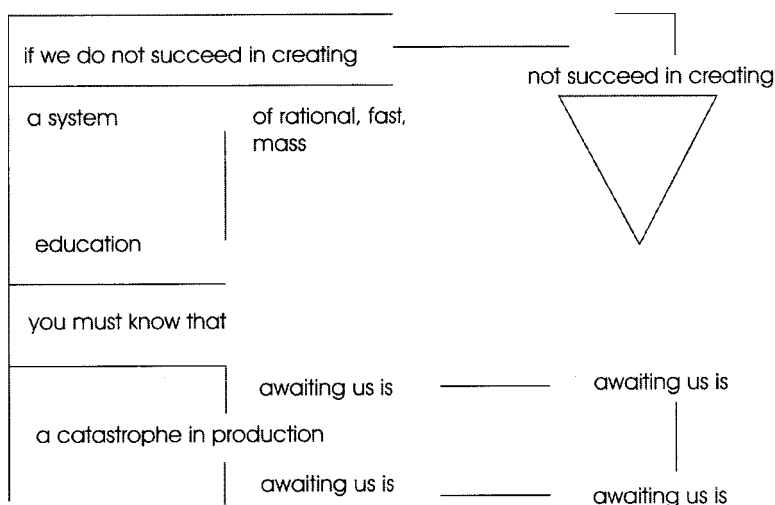 if we do not succeed in creating
not succeed in creating
a system
of rational, fast,
mass
education
you must know that
awaiting us is
awaiting us is
a catastrophe in production
awaiting us is
awaiting us is